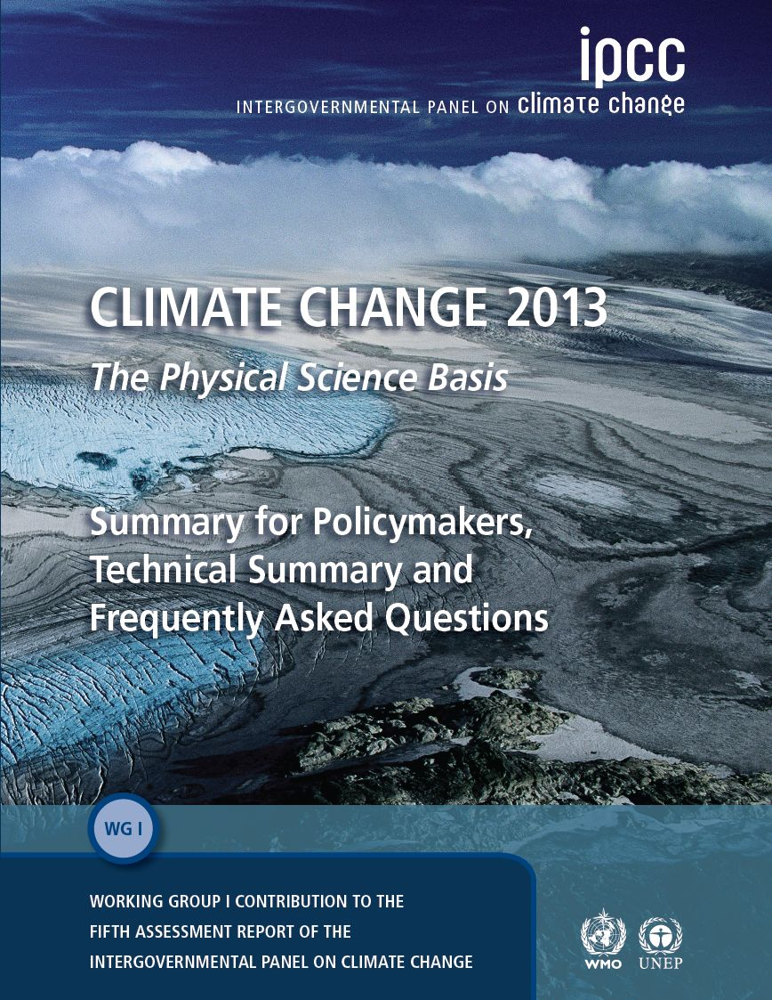 ipcc
INTERGOVERNMENTAL PANEL ON climate change
CLIMATE CHANGE 2013
The Physical Science Basis
Summary for Policymakers,
Technical Summary and
Frequently Asked Questions
WG I
WORKING GROUP I CONTRIBUTION TO THE
FIFTH ASSESSMENT REPORT OF THE
INTERGOVERNMENTAL PANEL ON CLIMATE CHANGE
WMO UNEP